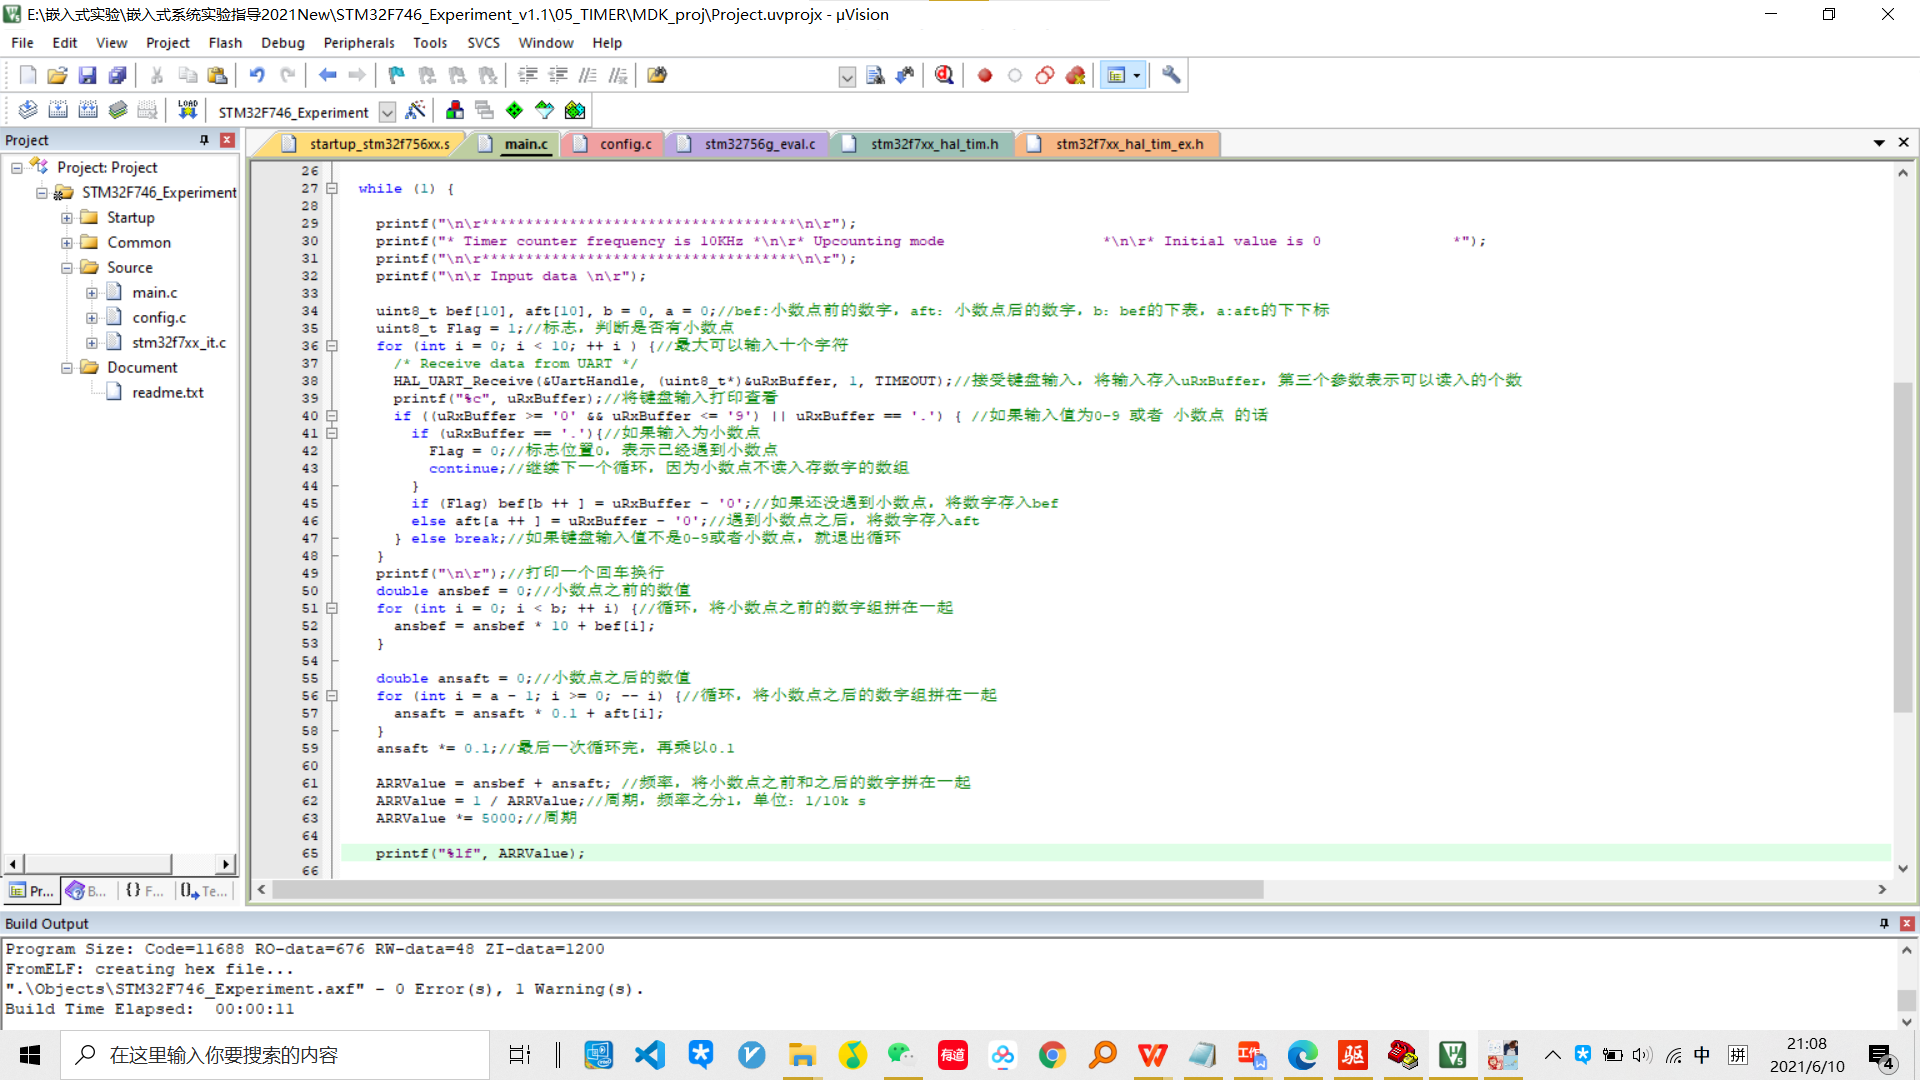 E:\嵌入式实验\嵌入式系统实验指导2021New\STM32F746_Experiment_v1.1\05_TIMER\MDK_proj\Project.uvprojx - µVision
File Edit View Project Flash Debug Peripherals Tools SVCS Window Help
LOAD STM32F746_Experiment
Project
startup_stm32f756xx.s main.c config.c stm32756g_eval.c stm32f7xx_hal_tim.h stm32f7xx_hal_tim_ex.h
Project: Project
STM32F746_Experiment
Startup
Common
Source
main.c
config.c
stm32f7xx_it.c
Document
readme.txt
Pr... B... {} F... Te...
26
27 while (1) {
28
29 printf("\n\r************************************\n\r");
30 printf("* Timer counter frequency is 10KHz *\n\r* Upcounting mode                  *\n\r* Initial value is 0               *");
31 printf("\n\r************************************\n\r");
32 printf("\n\r Input data \n\r");
33
34 uint8_t bef[10], aft[10], b = 0, a = 0;//bef:小数点前的数字，aft: 小数点后的数字，b: bef的下表，a:aft的下下标
35 uint8_t Flag = 1;//标志，判断是否有小数点
36 for (int i = 0; i < 10; ++ i ) {//最大可以输入十个字符
37 /* Receive data from UART */
38 HAL_UART_Receive(&UartHandle, (uint8_t*)&uRxBuffer, 1, TIMEOUT);//接受键盘输入，将输入存入uRxBuffer，第三个参数表示可以读入的个数
39 printf("%c", uRxBuffer);//将键盘输入打印查看
40 if ((uRxBuffer >= '0' && uRxBuffer <= '9') || uRxBuffer == '.') { //如果输入值为0-9 或者 小数点 的话
41 if (uRxBuffer == '.'){//如果输入为小数点
42 Flag = 0;//标志位置0，表示已经遇到小数点
43 continue;//继续下一个循环，因为小数点不读入存数字的数组
44 }
45 if (Flag) bef[b ++ ] = uRxBuffer - '0';//如果还没遇到小数点，将数字存入bef
46 else aft[a ++ ] = uRxBuffer - '0';//遇到小数点之后，将数字存入aft
47 } else break;//如果键盘输入值不是0-9或者小数点，就退出循环
48 }
49 printf("\n\r");//打印一个回车换行
50 double ansbef = 0;//小数点之前的数值
51 for (int i = 0; i < b; ++ i) {//循环，将小数点之前的数字组拼在一起
52 ansbef = ansbef * 10 + bef[i];
53 }
54
55 double ansaft = 0;//小数点之后的数值
56 for (int i = a - 1; i >= 0; -- i) {//循环，将小数点之后的数字组拼在一起
57 ansaft = ansaft * 0.1 + aft[i];
58 }
59 ansaft *= 0.1;//最后一次循环完，再乘以0.1
60
61 ARRValue = ansbef + ansaft; //频率，将小数点之前和之后的数字拼在一起
62 ARRValue = 1 / ARRValue;//周期，频率之分1，单位: 1/10k s
63 ARRValue *= 5000;//周期
64
65 printf("%lf", ARRValue);
66
Build Output
Program Size: Code=11688 RO-data=676 RW-data=48 ZI-data=1200
FromELF: creating hex file...
".\Objects\STM32F746_Experiment.axf" - 0 Error(s), 1 Warning(s).
Build Time Elapsed:  00:00:11
在这里输入你要搜索的内容
有道
工作
驱
中
拼
21:08
2021/6/10
4